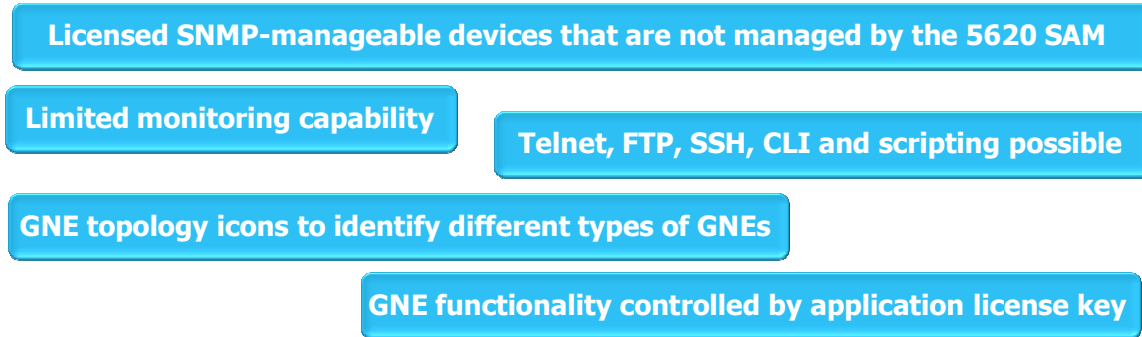 Licensed SNMP-manageable devices that are not managed by the 5620 SAM
Limited monitoring capability
Telnet, FTP, SSH, CLI and scripting possible
GNE topology icons to identify different types of GNEs
GNE functionality controlled by application license key